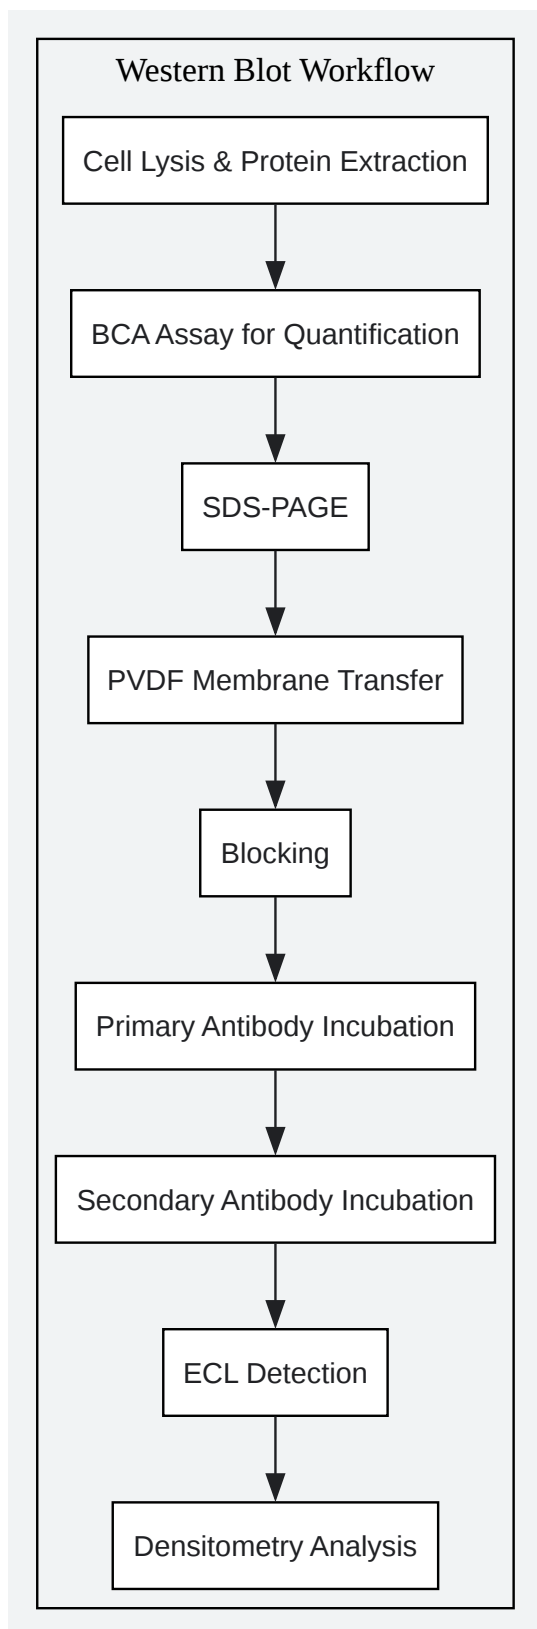 Western Blot Workflow
Cell Lysis & Protein Extraction
BCA Assay for Quantification
SDS-PAGE
PVDF Membrane Transfer
Blocking
Primary Antibody Incubation
Secondary Antibody Incubation
ECL Detection
Densitometry Analysis